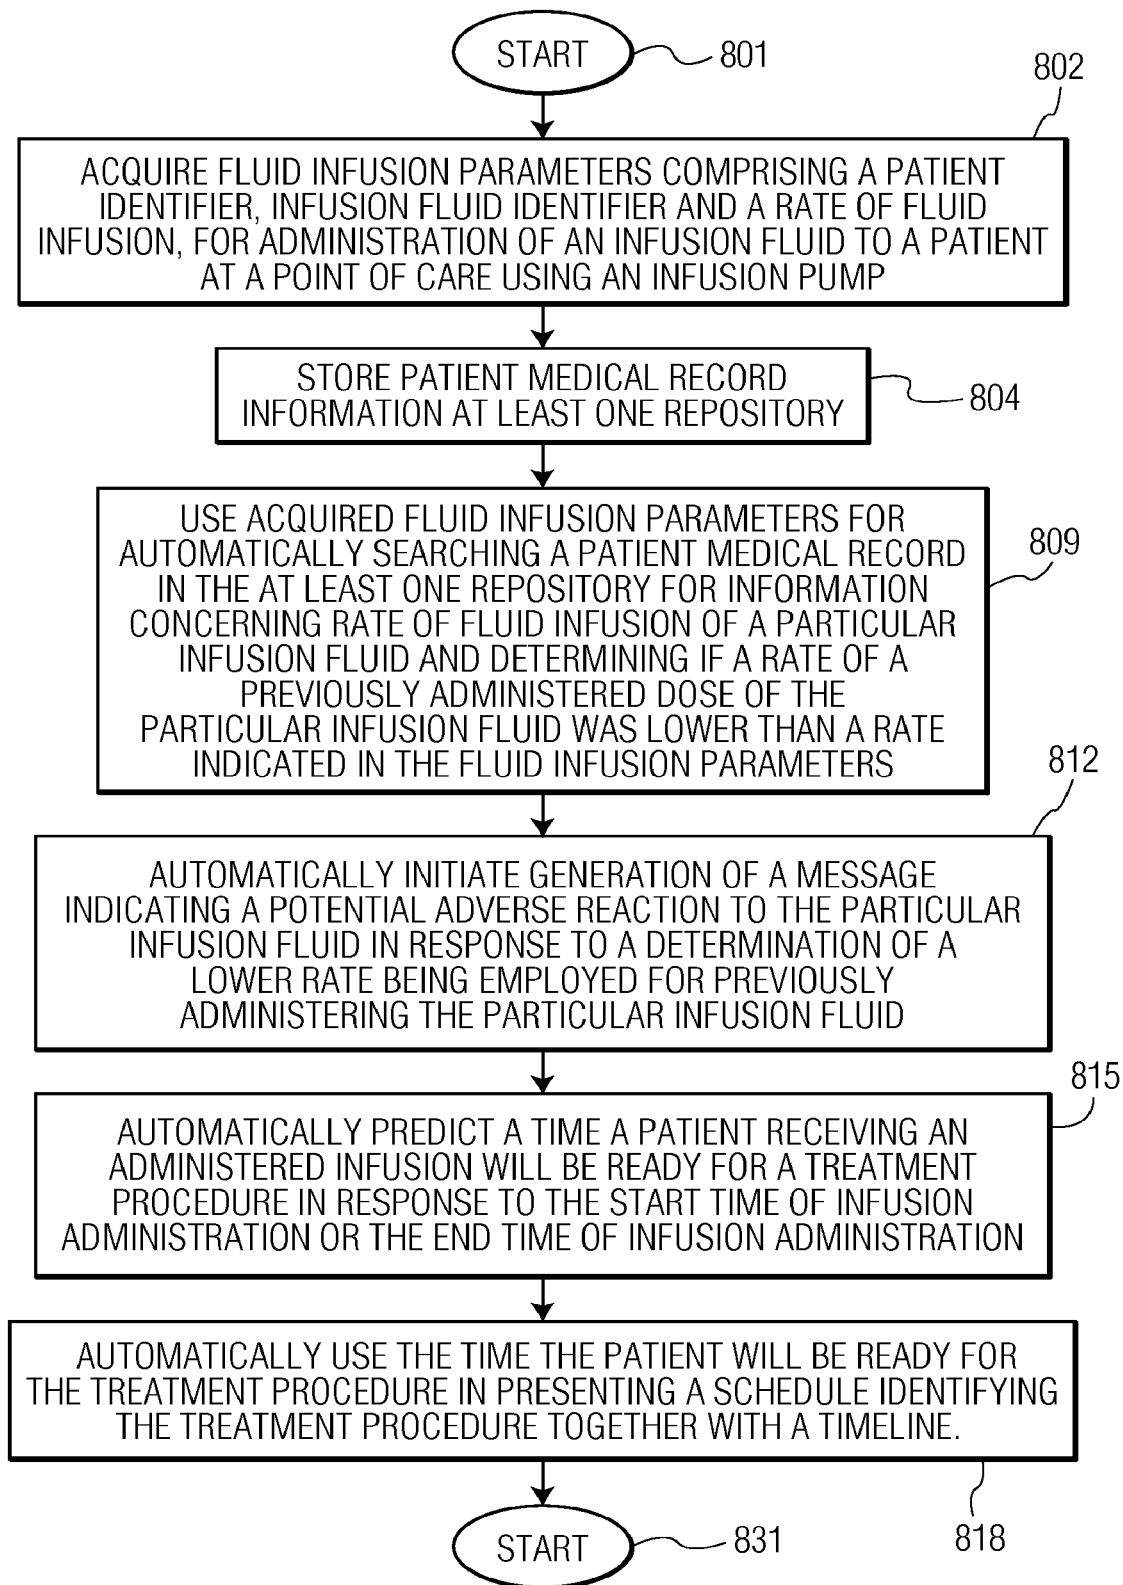 START
801
802
ACQUIRE FLUID INFUSION PARAMETERS COMPRISING A PATIENT
IDENTIFIER, INFUSION FLUID IDENTIFIER AND A RATE OF FLUID
INFUSION, FOR ADMINISTRATION OF AN INFUSION FLUID TO A PATIENT
AT A POINT OF CARE USING AN INFUSION PUMP
STORE PATIENT MEDICAL RECORD
INFORMATION AT LEAST ONE REPOSITORY
804
USE ACQUIRED FLUID INFUSION PARAMETERS FOR
AUTOMATICALLY SEARCHING A PATIENT MEDICAL RECORD
IN THE AT LEAST ONE REPOSITORY FOR INFORMATION
CONCERNING RATE OF FLUID INFUSION OF A PARTICULAR
INFUSION FLUID AND DETERMINING IF A RATE OF A
PREVIOUSLY ADMINISTERED DOSE OF THE
PARTICULAR INFUSION FLUID WAS LOWER THAN A RATE
INDICATED IN THE FLUID INFUSION PARAMETERS
809
812
AUTOMATICALLY INITIATE GENERATION OF A MESSAGE
INDICATING A POTENTIAL ADVERSE REACTION TO THE PARTICULAR
INFUSION FLUID IN RESPONSE TO A DETERMINATION OF A
LOWER RATE BEING EMPLOYED FOR PREVIOUSLY
ADMINISTERING THE PARTICULAR INFUSION FLUID
815
AUTOMATICALLY PREDICT A TIME A PATIENT RECEIVING AN
ADMINISTERED INFUSION WILL BE READY FOR A TREATMENT
PROCEDURE IN RESPONSE TO THE START TIME OF INFUSION
ADMINISTRATION OR THE END TIME OF INFUSION ADMINISTRATION
AUTOMATICALLY USE THE TIME THE PATIENT WILL BE READY FOR
THE TREATMENT PROCEDURE IN PRESENTING A SCHEDULE IDENTIFYING
THE TREATMENT PROCEDURE TOGETHER WITH A TIMELINE.
818
START
831